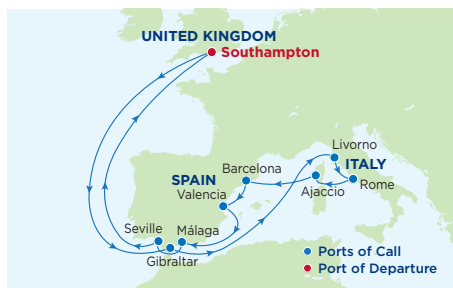 UNITED KINGDOM
Southampton
Livorno
ITALY
Barcelona
SPAIN
Rome
Valencia
Ajaccio
Seville
Málaga
Gibraltar
Ports of Call
Port of Departure